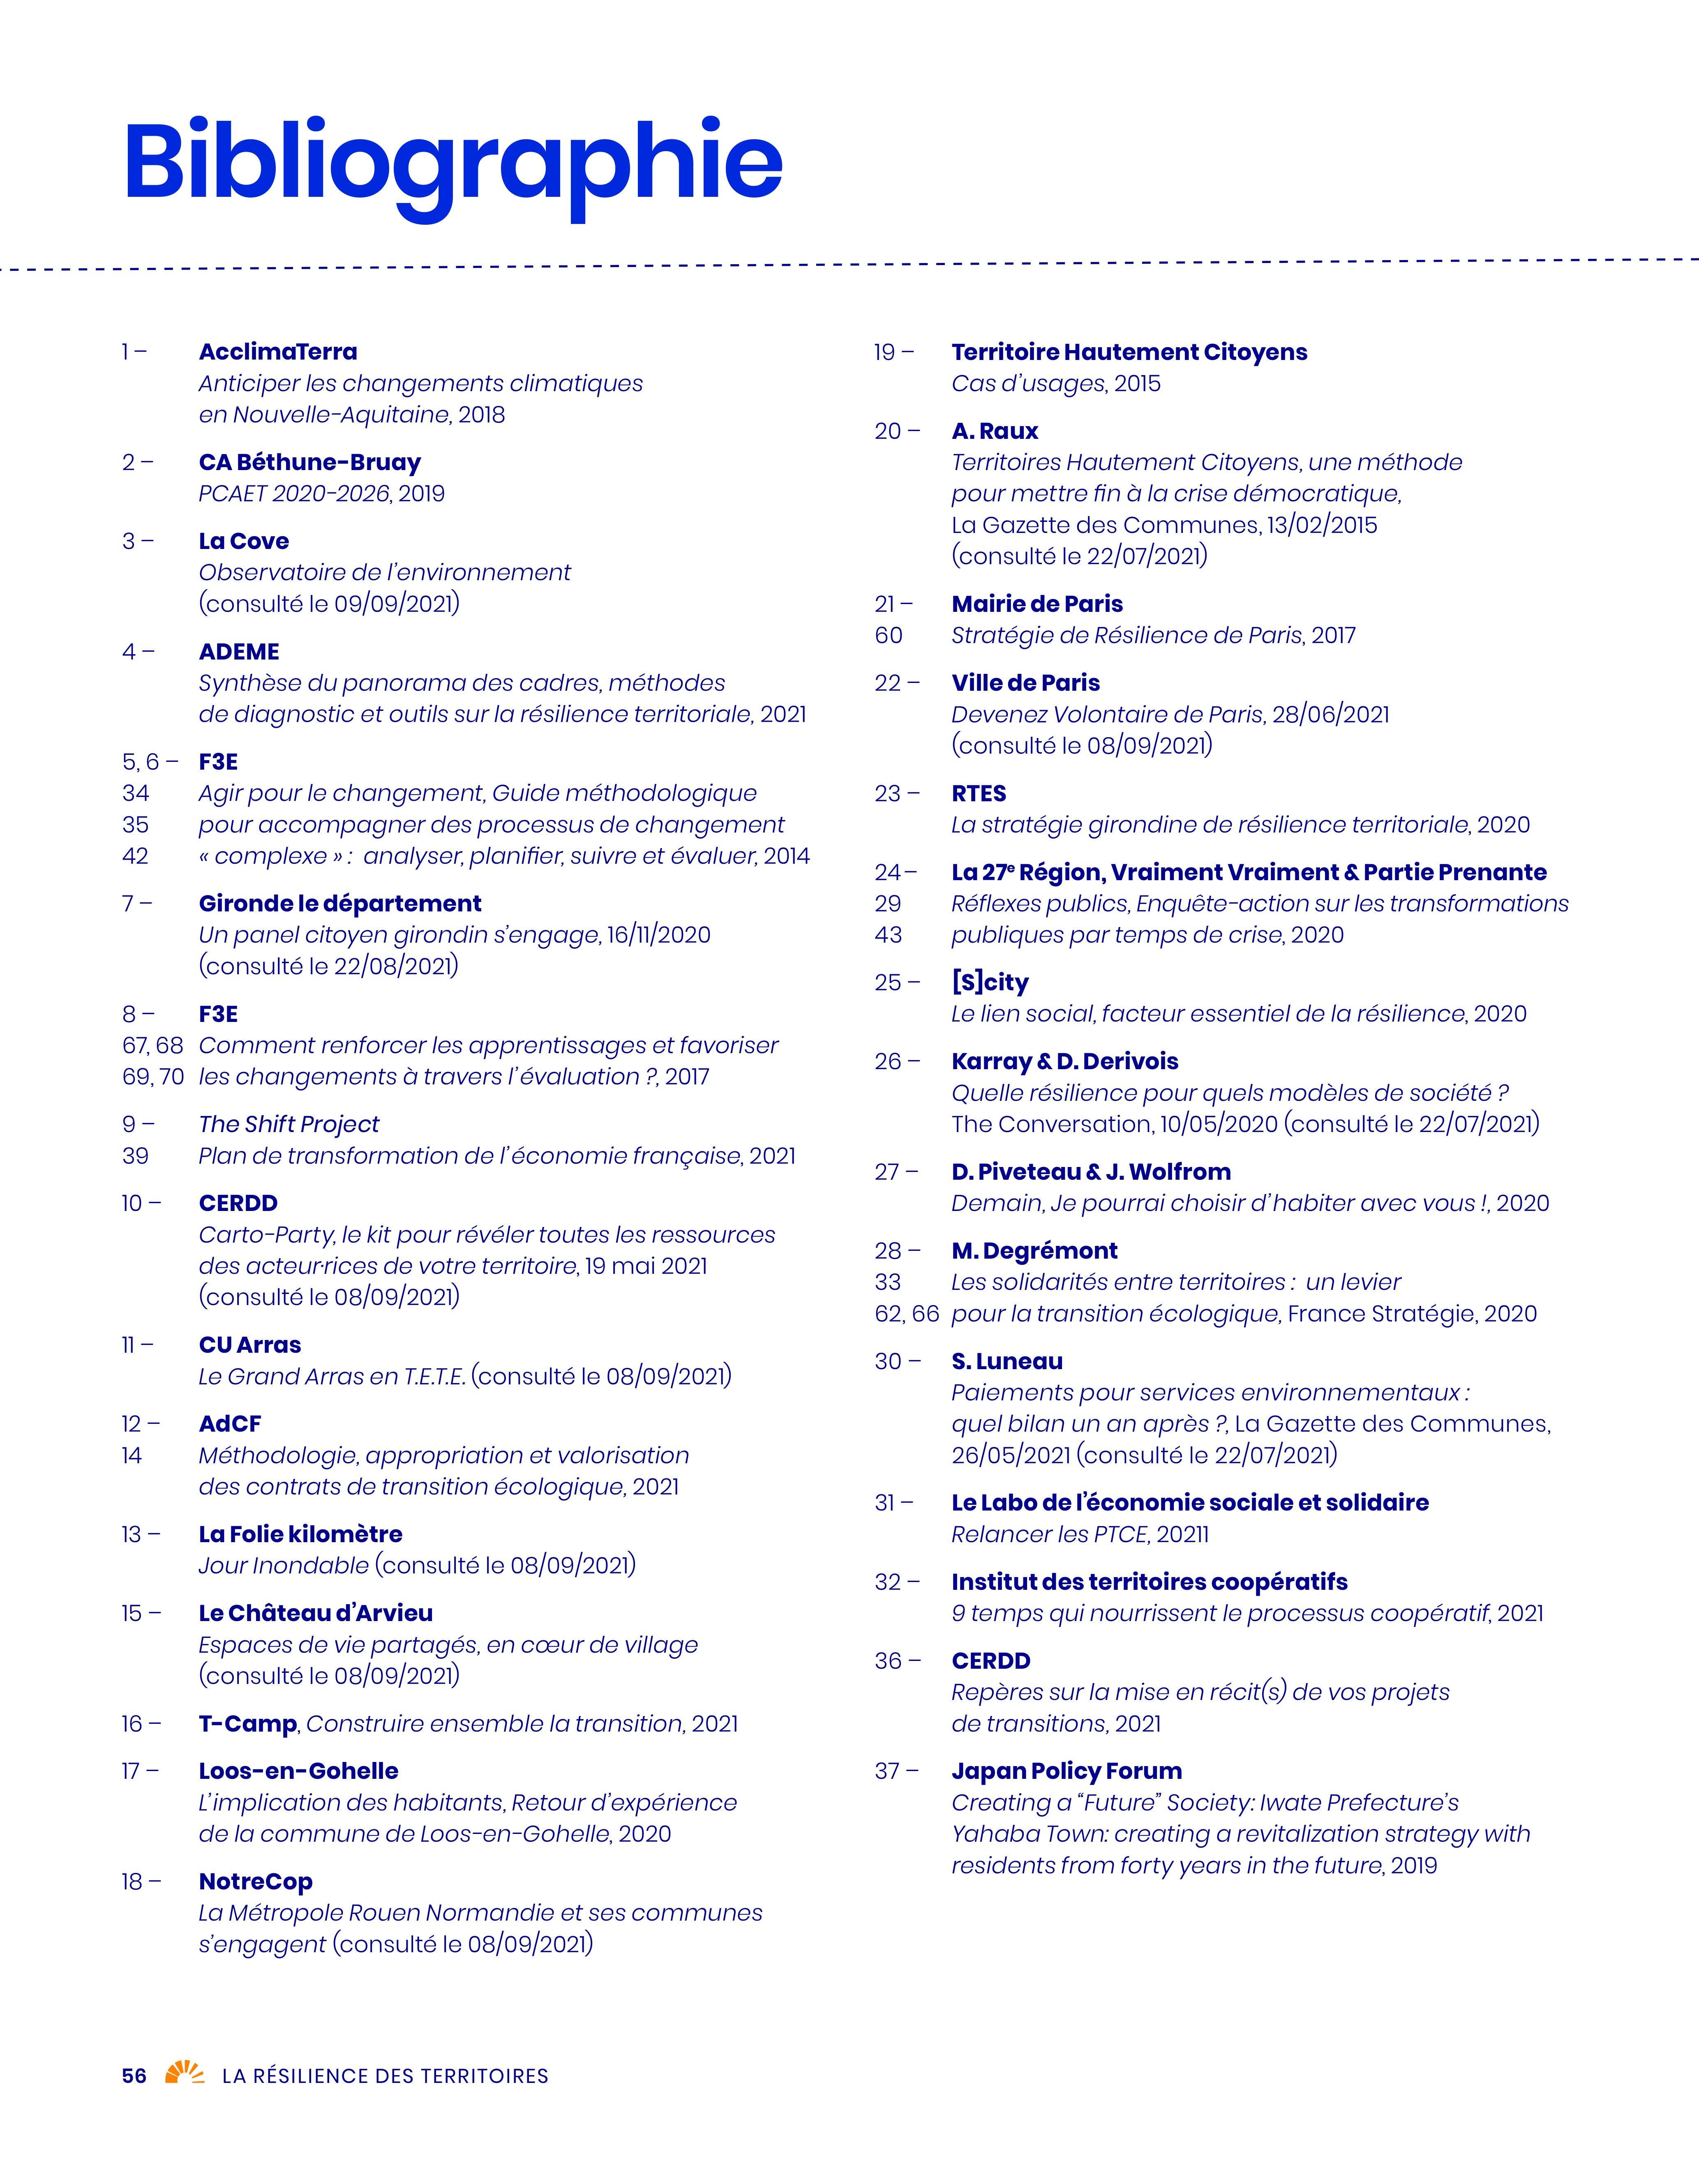 Bibliographie
1 – AcclimaTerra
Anticiper les changements climatiques
en Nouvelle-Aquitaine, 2018
2 – CA Béthune-Bruay
PCAET 2020-2026, 2019
3 – La Cove
Observatoire de l’environnement
(consulté le 09/09/2021)
4 – ADEME
Synthèse du panorama des cadres, méthodes
de diagnostic et outils sur la résilience territoriale, 2021
5, 6 – F3E
34 Agir pour le changement, Guide méthodologique
35 pour accompagner des processus de changement
42 « complexe » : analyser, planifier, suivre et évaluer, 2014
7 – Gironde le département
Un panel citoyen girondin s’engage, 16/11/2020
(consulté le 22/08/2021)
8 – F3E
67, 68 Comment renforcer les apprentissages et favoriser
69, 70 les changements à travers l’évaluation ?, 2017
9 – The Shift Project
39 Plan de transformation de l’économie française, 2021
10 – CERDD
Carto-Party, le kit pour révéler toutes les ressources
des acteur·rices de votre territoire, 19 mai 2021
(consulté le 08/09/2021)
11 – CU Arras
Le Grand Arras en T.E.T.E. (consulté le 08/09/2021)
12 – AdCF
14 Méthodologie, appropriation et valorisation
des contrats de transition écologique, 2021
13 – La Folie kilomètre
Jour Inondable (consulté le 08/09/2021)
15 – Le Château d’Arvieu
Espaces de vie partagés, en cœur de village
(consulté le 08/09/2021)
16 – T-Camp, Construire ensemble la transition, 2021
17 – Loos-en-Gohelle
L’implication des habitants, Retour d’expérience
de la commune de Loos-en-Gohelle, 2020
18 – NotreCop
La Métropole Rouen Normandie et ses communes
s’engagent (consulté le 08/09/2021)
19 – Territoire Hautement Citoyens
Cas d’usages, 2015
20 – A. Raux
Territoires Hautement Citoyens, une méthode
pour mettre fin à la crise démocratique,
La Gazette des Communes, 13/02/2015
(consulté le 22/07/2021)
21 – Mairie de Paris
60 Stratégie de Résilience de Paris, 2017
22 – Ville de Paris
Devenez Volontaire de Paris, 28/06/2021
(consulté le 08/09/2021)
23 – RTES
La stratégie girondine de résilience territoriale, 2020
24 – La 27e Région, Vraiment Vraiment & Partie Prenante
29 Réflexes publics, Enquête-action sur les transformations
43 publiques par temps de crise, 2020
25 – [S]city
Le lien social, facteur essentiel de la résilience, 2020
26 – Karray & D. Derivois
Quelle résilience pour quels modèles de société ?
The Conversation, 10/05/2020 (consulté le 22/07/2021)
27 – D. Piveteau & J. Wolfrom
Demain, Je pourrai choisir d’habiter avec vous !, 2020
28 – M. Degrémont
33 Les solidarités entre territoires : un levier
62, 66 pour la transition écologique, France Stratégie, 2020
30 – S. Luneau
Paiements pour services environnementaux :
quel bilan un an après ?, La Gazette des Communes,
26/05/2021 (consulté le 22/07/2021)
31 – Le Labo de l’économie sociale et solidaire
Relancer les PTCE, 20211
32 – Institut des territoires coopératifs
9 temps qui nourrissent le processus coopératif, 2021
36 – CERDD
Repères sur la mise en récit(s) de vos projets
de transitions, 2021
37 – Japan Policy Forum
Creating a “Future” Society: Iwate Prefecture’s
Yahaba Town: creating a revitalization strategy with
residents from forty years in the future, 2019
56 LA RÉSILIENCE DES TERRITOIRES